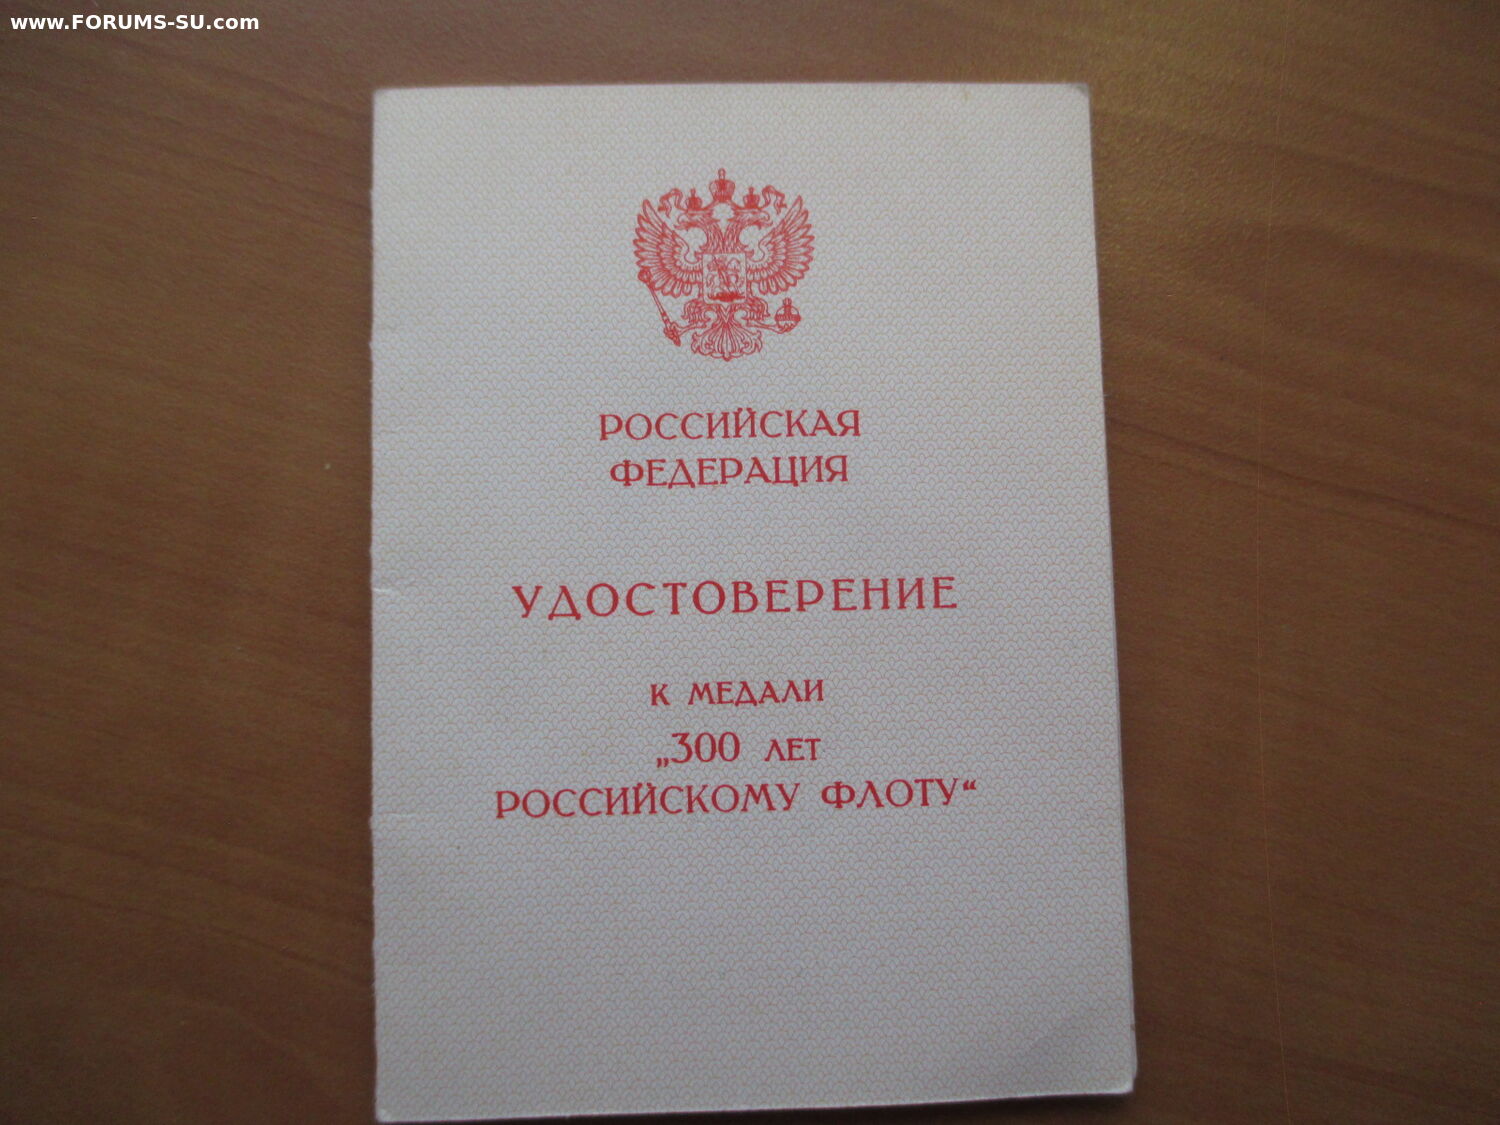 www.FORUMS-SU.com
РОССИЙСКАЯ
ФЕДЕРАЦИЯ
УДОСТОВЕРЕНИЕ
К МЕДАЛИ
„300 ЛЕТ
РОССИЙСКОМУ ФЛОТУ“